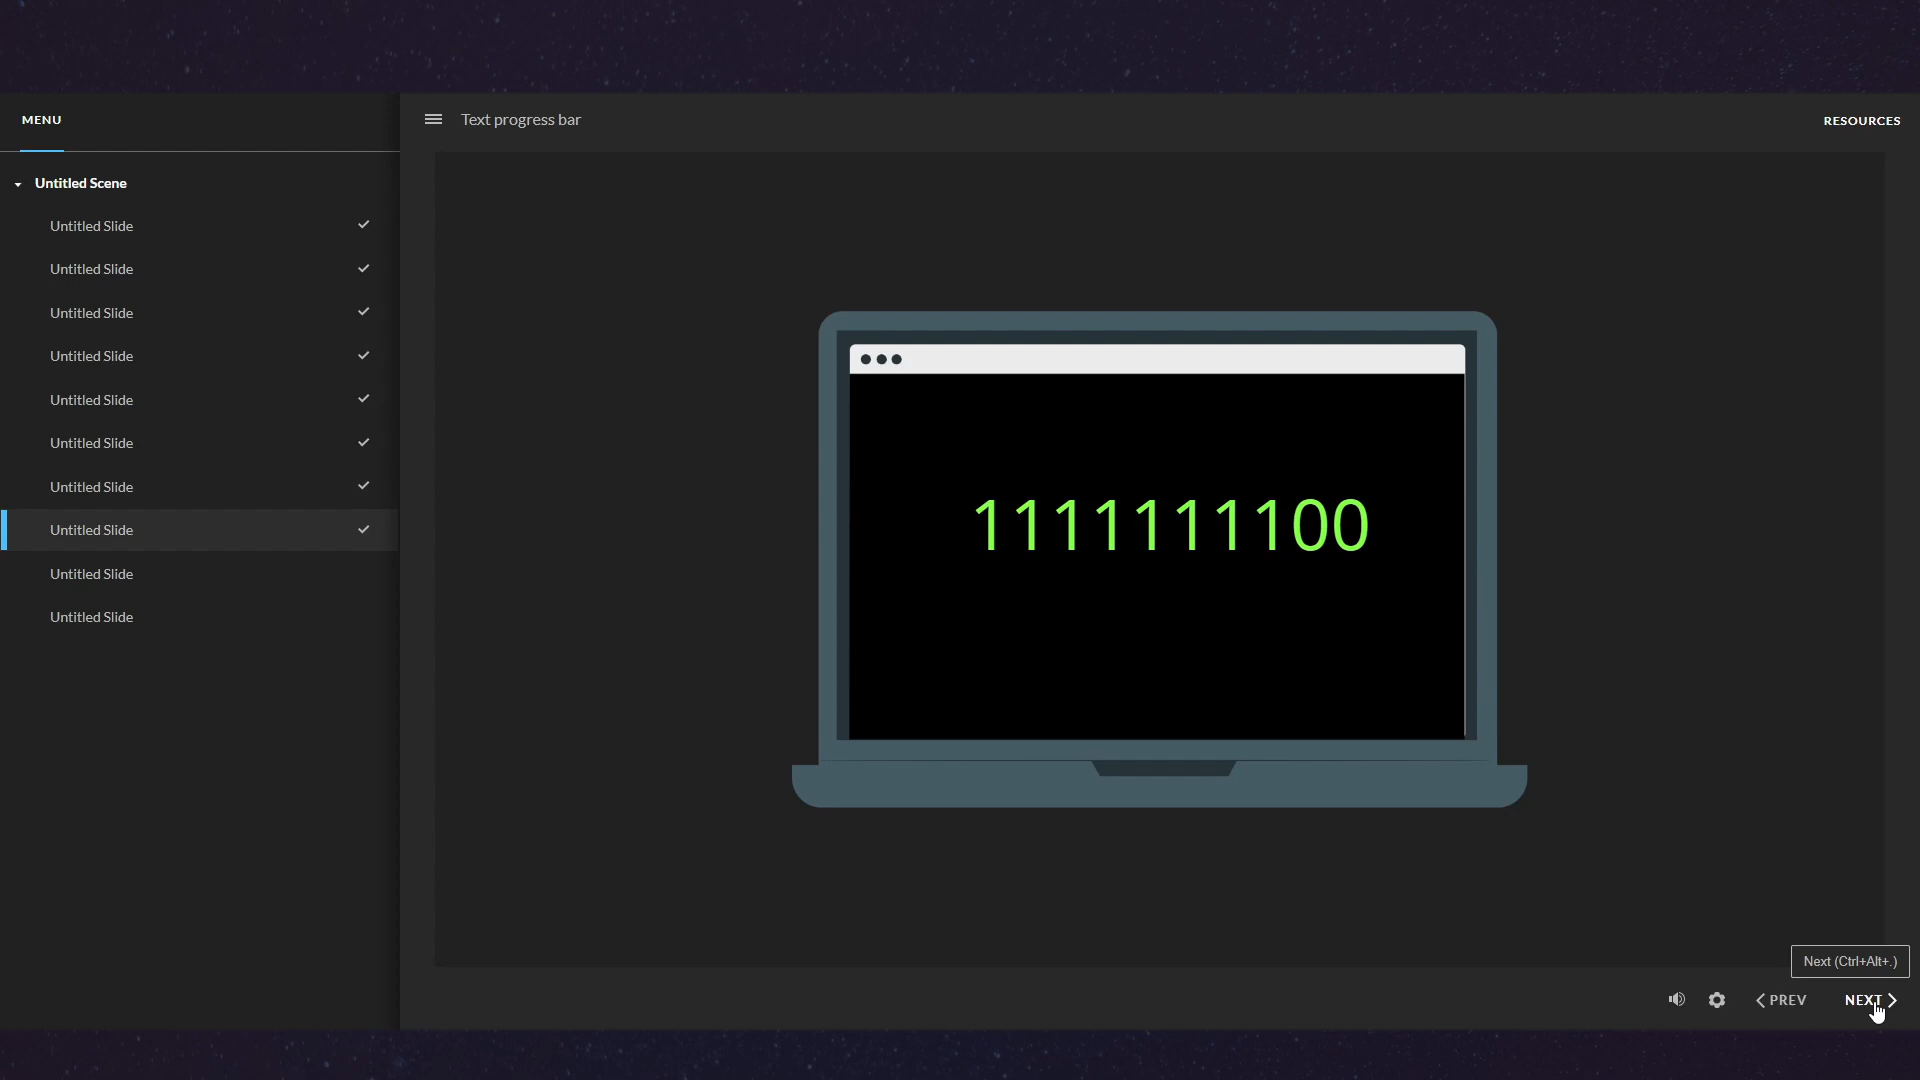 MENU
Text progress bar
RESOURCES
Untitled Scene
Untitled Slide
Untitled Slide
Untitled Slide
Untitled Slide
Untitled Slide
Untitled Slide
Untitled Slide
Untitled Slide
Untitled Slide
Untitled Slide
1111111100
Next (Ctrl+Alt+.)
PREV
NEXT